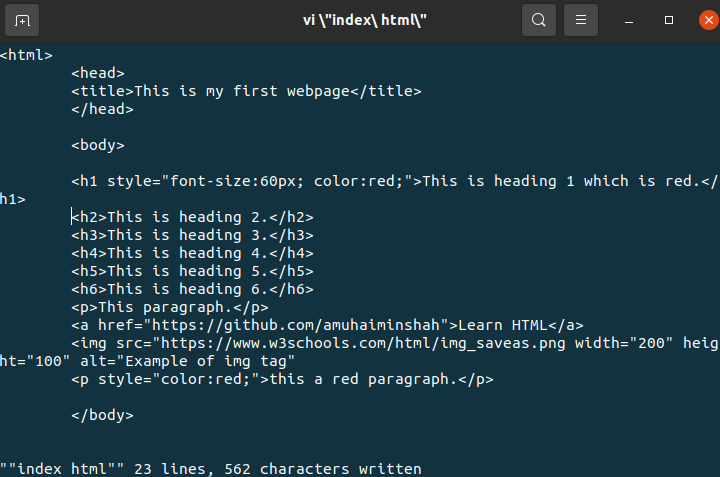 vi \"index\ html\"
<html>
<head>
<title>This is my first webpage</title>
</head>
<body>
<h1 style="font-size:60px; color:red;">This is heading 1 which is red.</
h1>
<h2>This is heading 2.</h2>
<h3>This is heading 3.</h3>
<h4>This is heading 4.</h4>
<h5>This is heading 5.</h5>
<h6>This is heading 6.</h6>
<p>This paragraph.</p>
<a href="https://github.com/amuhaiminshah">Learn HTML</a>
<img src="https://www.w3schools.com/html/img_saveas.png width="200" heig
ht="100" alt="Example of img tag"
<p style="color:red;">this a red paragraph.</p>
</body>
""index html"" 23 lines, 562 characters written